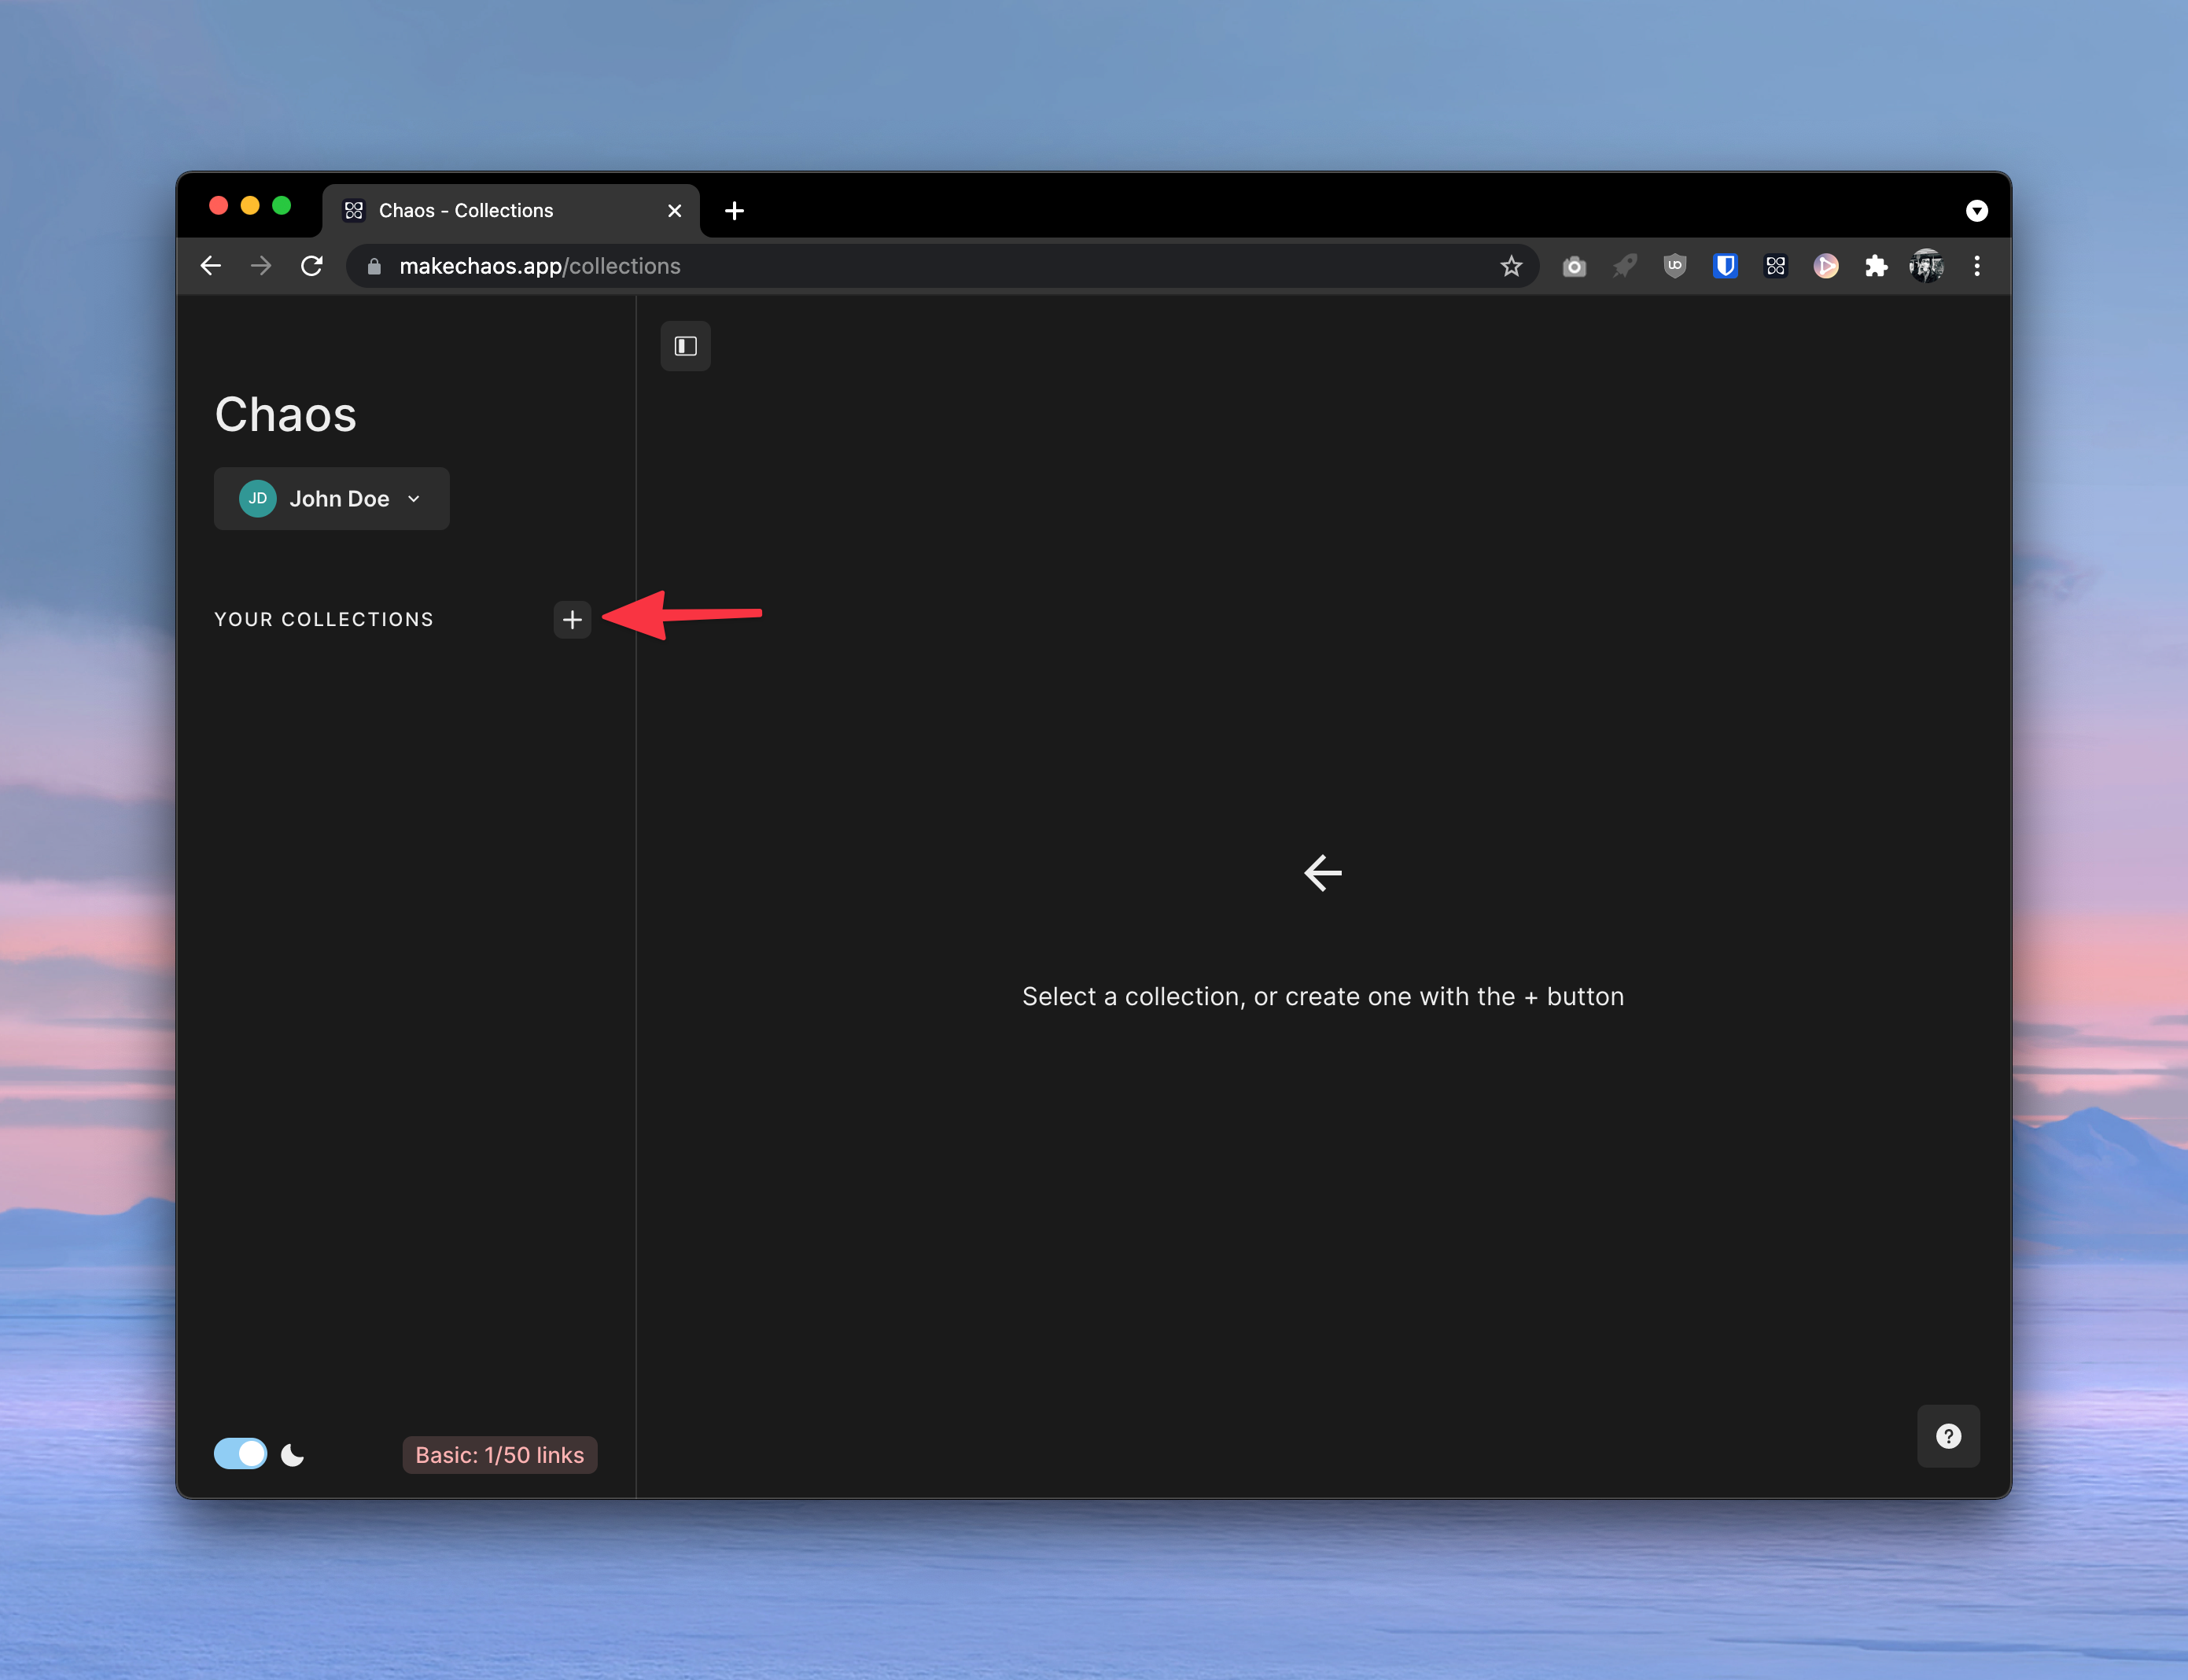 Chaos - Collections
makechaos.app/collections
Chaos
JD John Doe
YOUR COLLECTIONS
Select a collection, or create one with the + button
Basic: 1/50 links